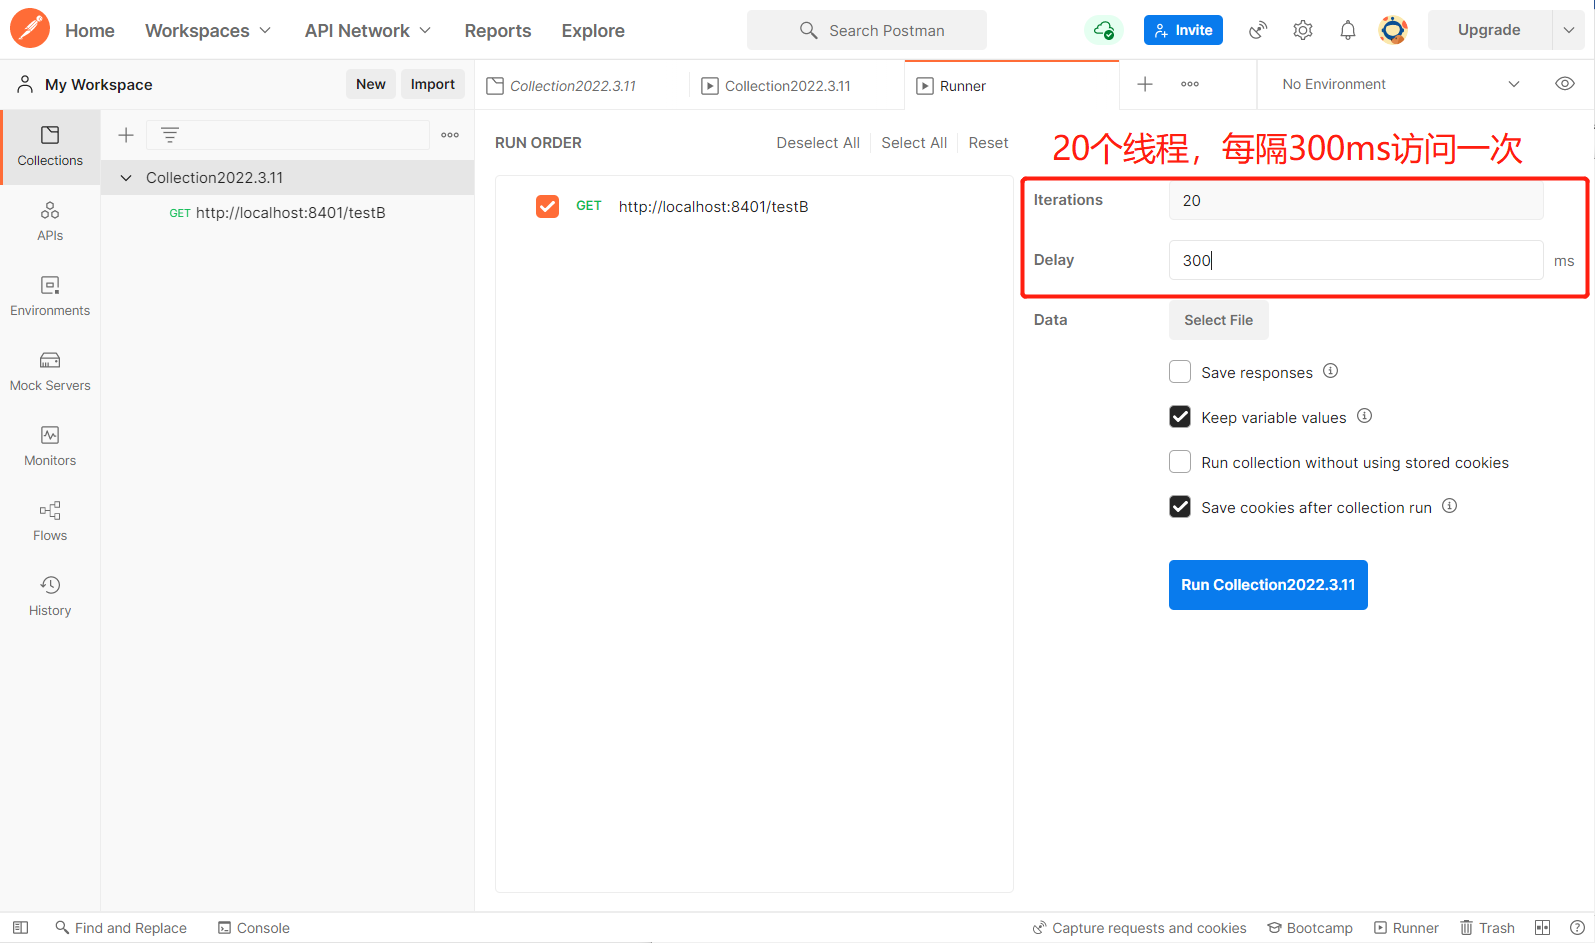 Home
Workspaces
API Network
Reports
Explore
Search Postman
Invite
Upgrade
My Workspace
New
Import
Collection2022.3.11
Collection2022.3.11
Runner
No Environment
Collections
APIs
Environments
Mock Servers
Monitors
Flows
History
Collection2022.3.11
GET http://localhost:8401/testB
RUN ORDER
Deselect All
Select All
Reset
GET http://localhost:8401/testB
20个线程，每隔300ms访问一次
Iterations
20
Delay
300
ms
Data
Select File
Save responses
Keep variable values
Run collection without using stored cookies
Save cookies after collection run
Run Collection2022.3.11
Find and Replace
Console
Capture requests and cookies
Bootcamp
Runner
Trash